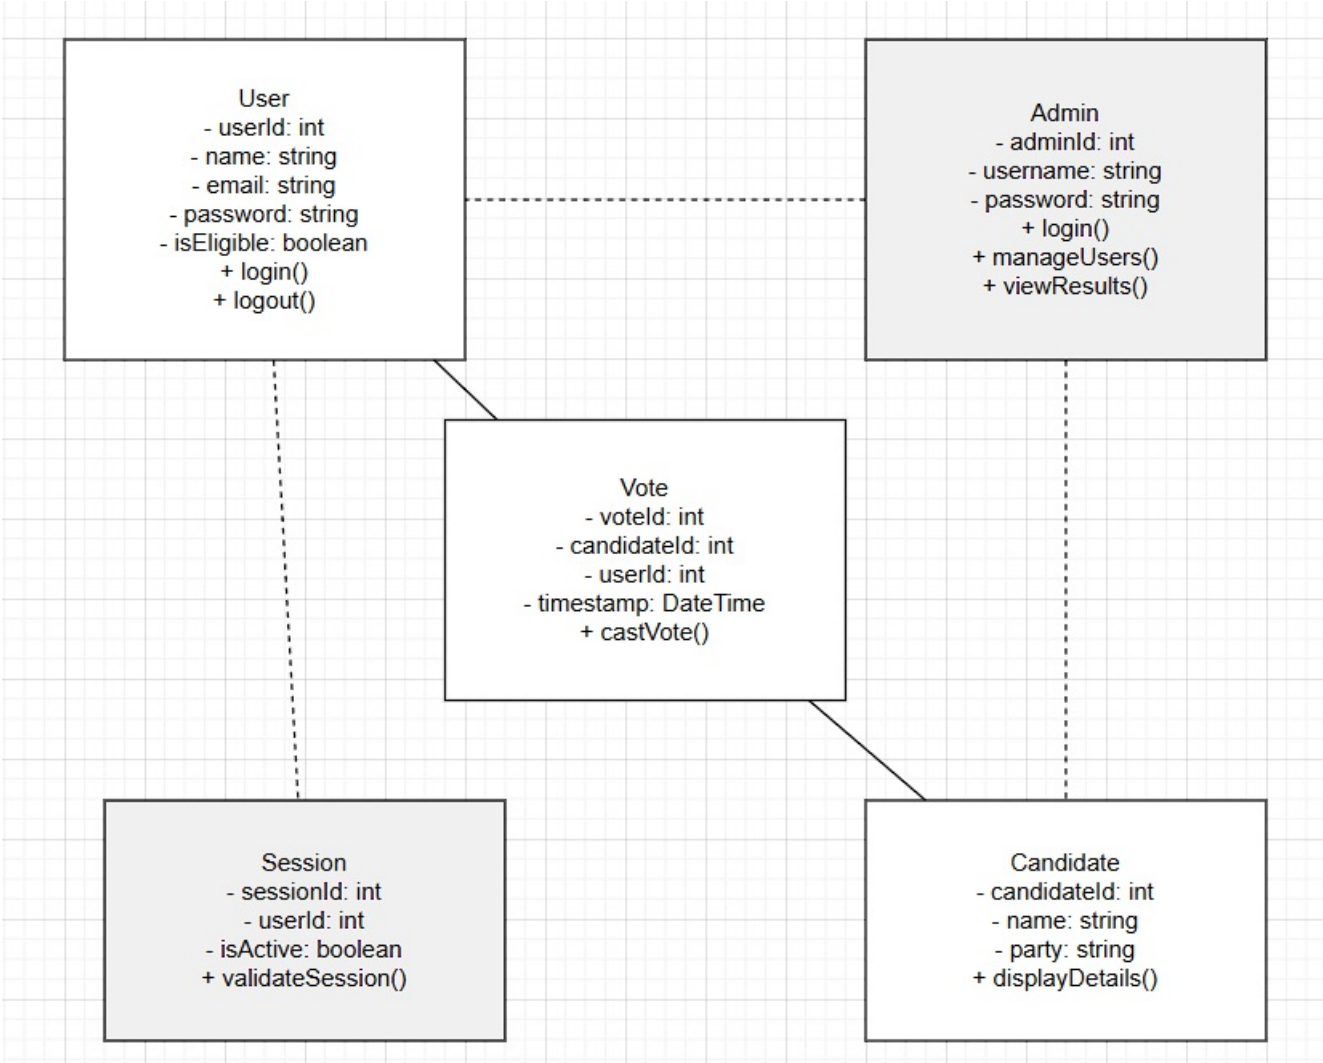 User
- userId: int
- name: string
- email: string
- password: string
- isEligible: boolean
+ login()
+ logout()
Admin
- adminId: int
- username: string
- password: string
+ login()
+ manageUsers()
+ viewResults()
Vote
- voteId: int
- candidateId: int
- userId: int
- timestamp: DateTime
+ castVote()
Session
- sessionId: int
- userId: int
- isActive: boolean
+ validateSession()
Candidate
- candidateId: int
- name: string
- party: string
+ displayDetails()